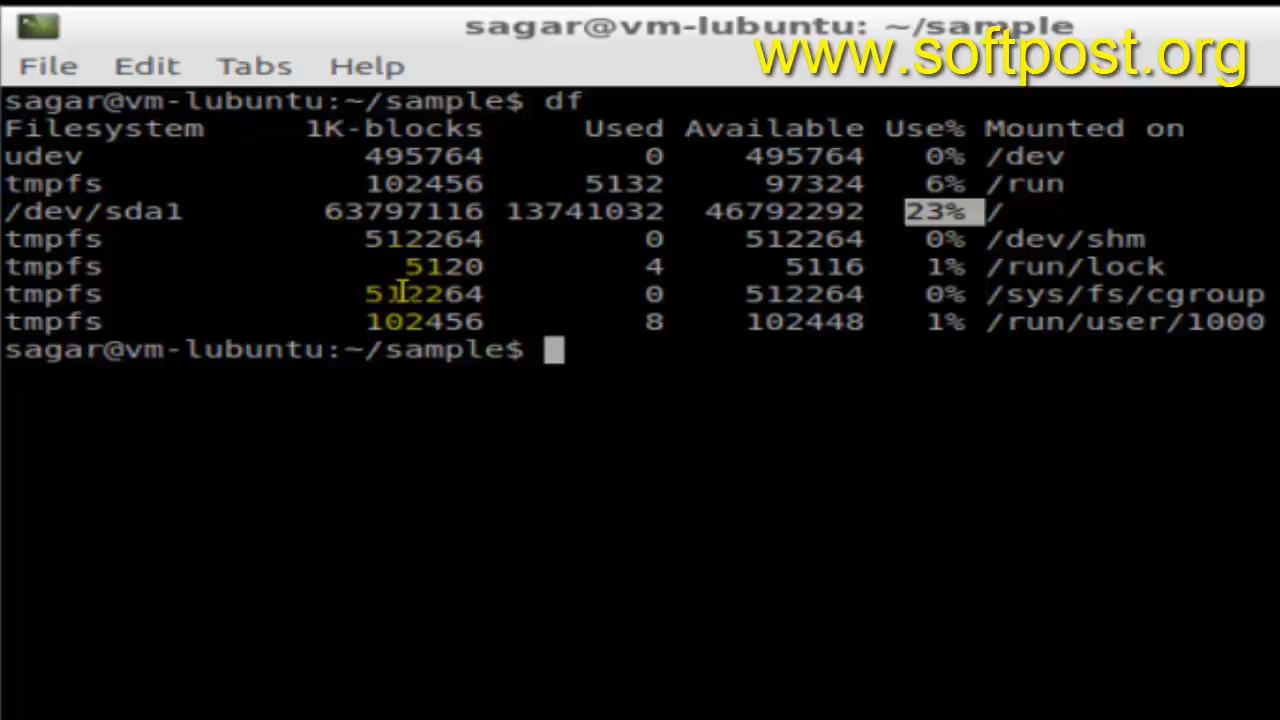 sagar@vm-lubuntu: ~/sample
www.softpost.org
File Edit Tabs Help
sagar@vm-lubuntu:~/sample$ df
Filesystem 1K-blocks Used Available Use% Mounted on
udev 495764 0 495764 0% /dev
tmpfs 102456 5132 97324 6% /run
/dev/sda1 63797116 13741032 46792292 23% /
tmpfs 512264 0 512264 0% /dev/shm
tmpfs 5120 4 5116 1% /run/lock
tmpfs 512264 0 512264 0% /sys/fs/cgroup
tmpfs 102456 8 102448 1% /run/user/1000
sagar@vm-lubuntu:~/sample$